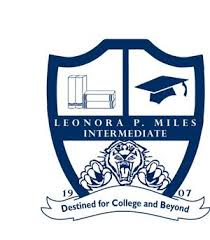 LEONORA P. MILES
INTERMEDIATE
19 07
Destined for College and Beyond